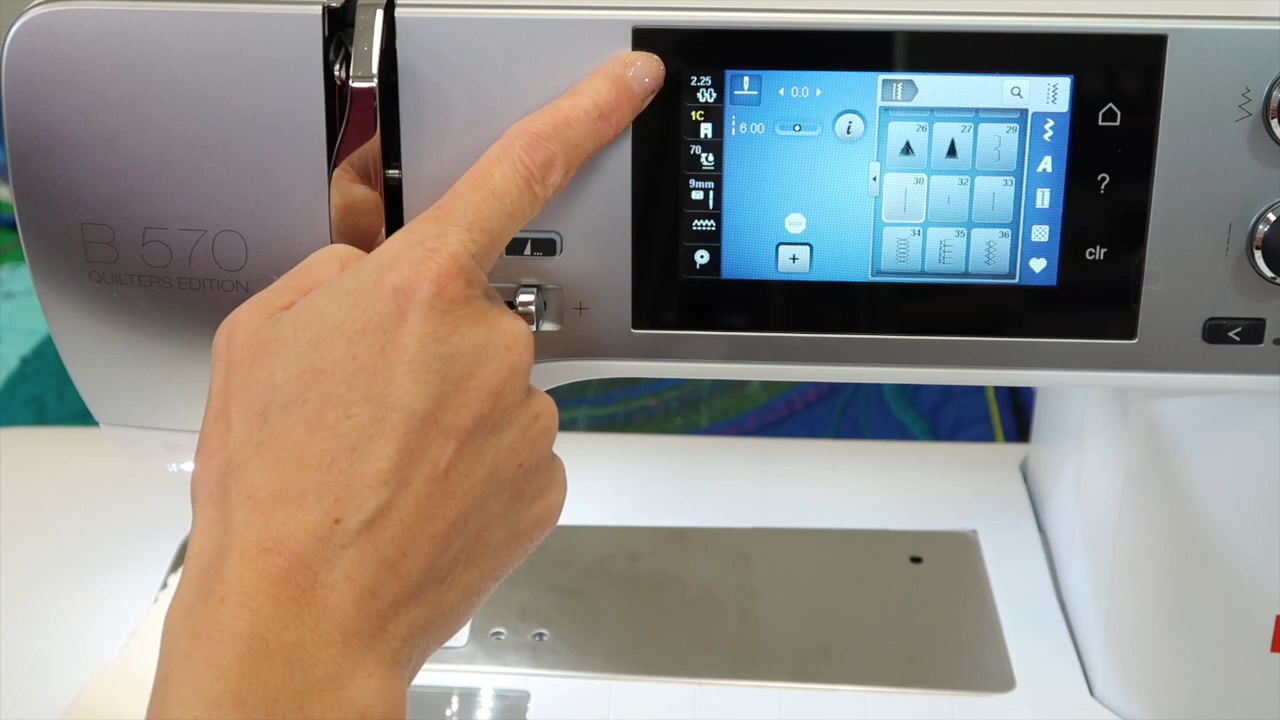 B 570
QUILTERS EDITION
+
2.25
1C
70
9mm
0.0
6.00
i
+
26 27 29
30 32 33
34 35 36
A
?
clr
<